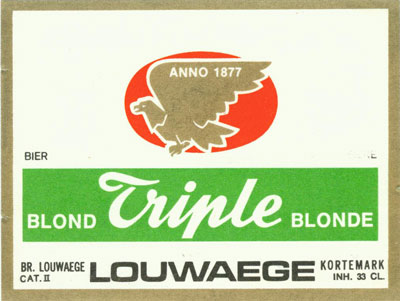 ANNO 1877
BIER
BLOND Triple BLONDE
BR. LOUWAEGE LOUWAEGE KORTEMARK
CAT. II INH. 33 CL.